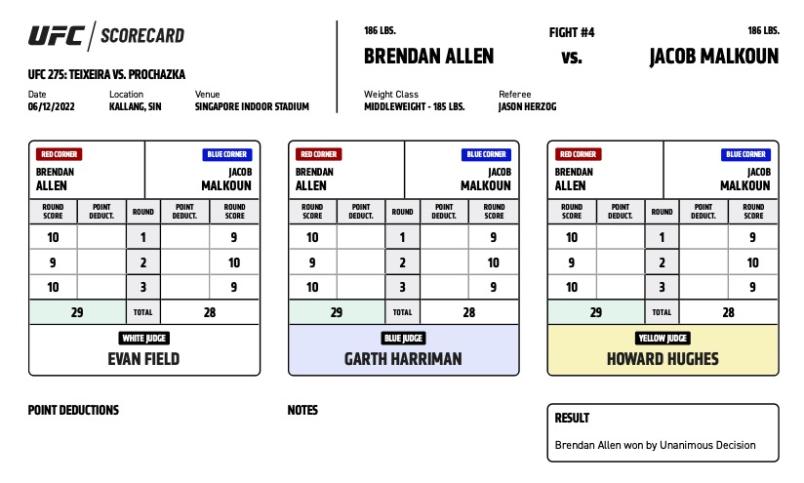 UFC SCORECARD
UFC 275: TEIXEIRA VS. PROCHAZKA
Date Location Venue
06/12/2022 KALLANG, SIN SINGAPORE INDOOR STADIUM
186 LBS. FIGHT #4 186 LBS.
BRENDAN ALLEN vs. JACOB MALKOUN
Weight Class Referee
MIDDLEWEIGHT - 185 LBS. JASON HERZOG
RED CORNER BLUE CORNER
BRENDAN JACOB
ALLEN MALKOUN
ROUND POINT ROUND POINT ROUND
SCORE DEDUCT. DEDUCT. SCORE
10 1 9
9 2 10
10 3 9
29 TOTAL 28
WHITE JUDGE
EVAN FIELD
RED CORNER BLUE CORNER
BRENDAN JACOB
ALLEN MALKOUN
ROUND POINT ROUND POINT ROUND
SCORE DEDUCT. DEDUCT. SCORE
10 1 9
9 2 10
10 3 9
29 TOTAL 28
BLUE JUDGE
GARTH HARRIMAN
RED CORNER BLUE CORNER
BRENDAN JACOB
ALLEN MALKOUN
ROUND POINT ROUND POINT ROUND
SCORE DEDUCT. DEDUCT. SCORE
10 1 9
9 2 10
10 3 9
29 TOTAL 28
YELLOW JUDGE
HOWARD HUGHES
POINT DEDUCTIONS
NOTES
RESULT
Brendan Allen won by Unanimous Decision